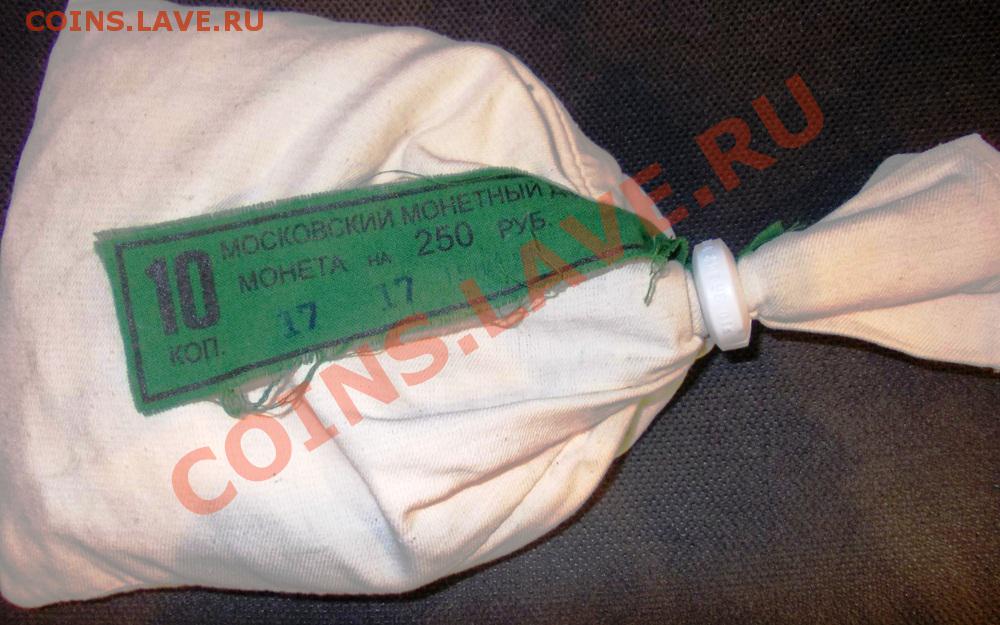 COINS.LAVE.RU
МОСКОВСКИЙ МОНЕТНЫЙ
10 МОНЕТА НА 250 РУБ.
КОП. 17 17
COINS.LAVE.RU